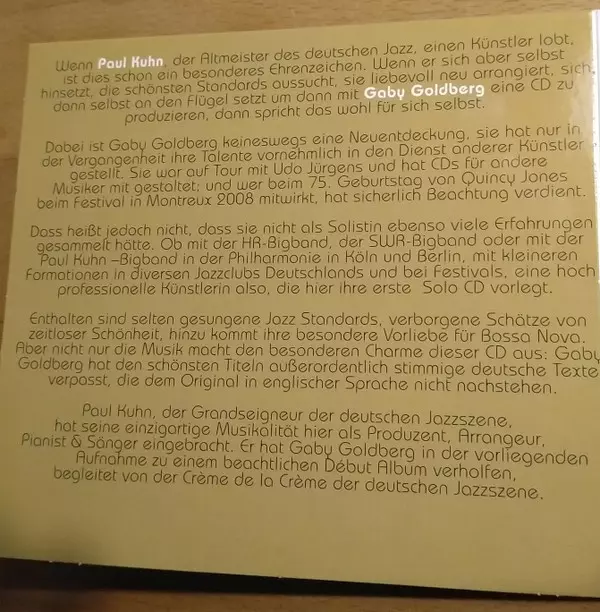 Wenn Paul Kuhn, der Altmeister des deutschen Jazz, einen Künstler lobt,
ist dies schon ein besonderes Ehrenzeichen. Wenn er sich aber selbst
hinsetzt, die schönsten Standards aussucht, sie liebevoll neu arrangiert, sich
dann selbst an den Flügel setzt um dann mit Gaby Goldberg eine CD zu
produzieren, dann spricht das wohl für sich selbst.
Dabei ist Gaby Goldberg keineswegs eine Neuentdeckung, sie hat nur in
der Vergangenheit ihre Talente vornehmlich in den Dienst anderer Künstler
gestellt. Sie war auf Tour mit Udo Jürgens und hat CDs für andere
Musiker mit gestaltet; und wer beim 75. Geburtstag von Quincy Jones
beim Festival in Montreux 2008 mitwirkt, hat sicherlich Beachtung verdient.
Dass heißt jedoch nicht, dass sie nicht als Solistin ebenso viele Erfahrungen
gesammelt hätte. Ob mit der HR-Bigband, der SWR-Bigband oder mit der
Paul Kuhn –Bigband in der Philharmonie in Köln und Berlin, mit kleineren
Formationen in diversen Jazzclubs Deutschlands und bei Festivals, eine hoch
professionelle Künstlerin also, die hier ihre erste Solo CD vorlegt.
Enthalten sind selten gesungene Jazz Standards, verborgene Schätze von
zeitloser Schönheit, hinzu kommt ihre besondere Vorliebe für Bossa Nova.
Aber nicht nur die Musik macht den besonderen Charme dieser CD aus: Gaby
Goldberg hat den schönsten Titeln außerordentlich stimmige deutsche Texte
verpasst, die dem Original in englischer Sprache nicht nachstehen.
Paul Kuhn, der Grandseigneur der deutschen Jazzszene,
hat seine einzigartige Musikalität hier als Produzent, Arrangeur,
Pianist & Sänger eingebracht. Er hat Gaby Goldberg in der vorliegenden
Aufnahme zu einem beachtlichen Début Album verholfen,
begleitet von der Crème de la Crème der deutschen Jazzszene.